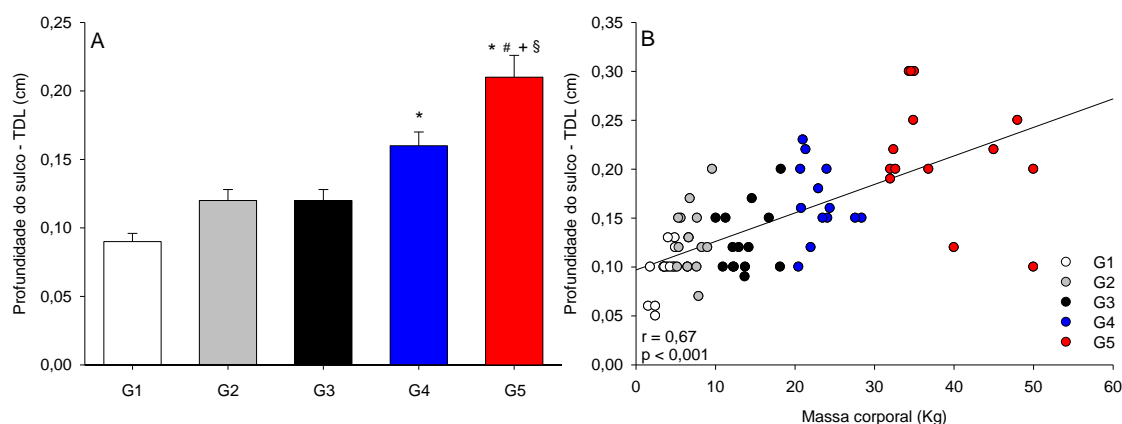 A
Profundidade do sulco - TDL (cm)
0,25
0,20
0,15
0,10
0,05
0,00
*
* # + §
G1 G2 G3 G4 G5
B
Profundidade do sulco - TDL (cm)
0,35
0,30
0,25
0,20
0,15
0,10
0,05
0,00
r = 0,67
p < 0,001
G1
G2
G3
G4
G5
0 10 20 30 40 50 60
Massa corporal (Kg)